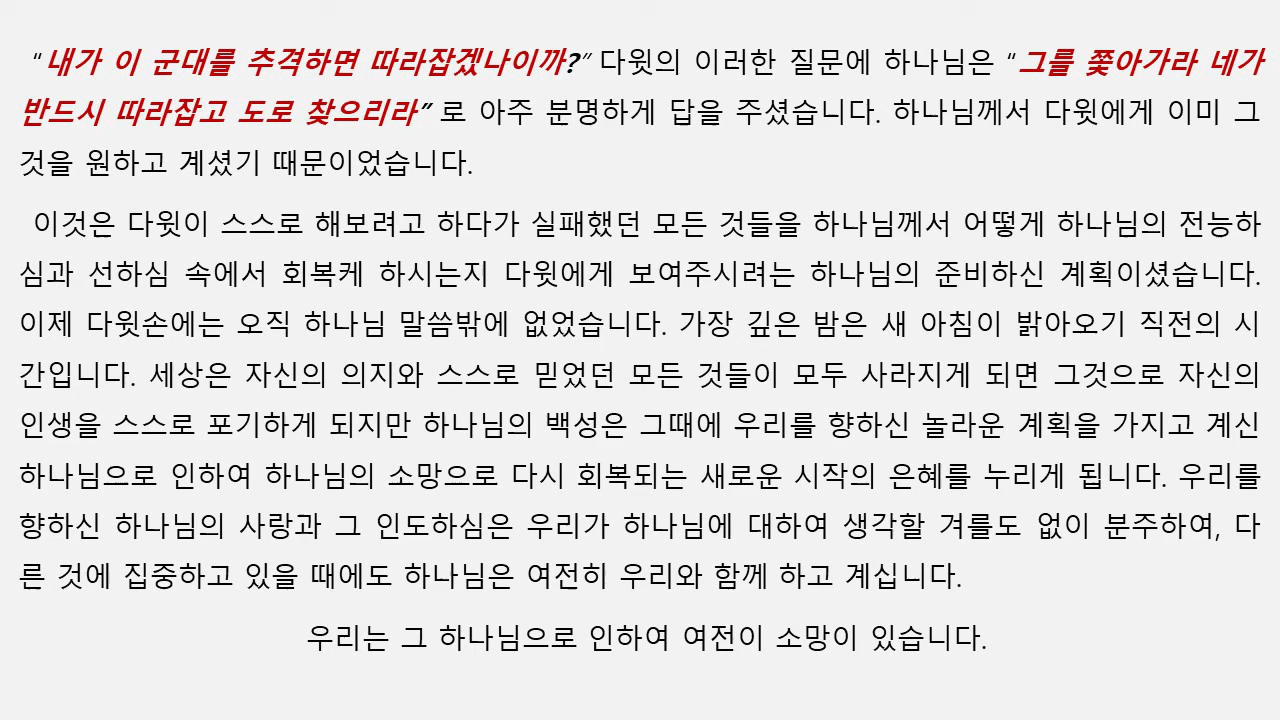 “내가 이 군대를 추격하면 따라잡겠나이까?” 다윗의 이러한 질문에 하나님은 “그를 쫓아가라 네가
반드시 따라잡고 도로 찾으리라” 로 아주 분명하게 답을 주셨습니다. 하나님께서 다윗에게 이미 그
것을 원하고 계셨기 때문이었습니다.
이것은 다윗이 스스로 해보려고 하다가 실패했던 모든 것들을 하나님께서 어떻게 하나님의 전능하
심과 선하심 속에서 회복케 하시는지 다윗에게 보여주시려는 하나님의 준비하신 계획이셨습니다.
이제 다윗손에는 오직 하나님 말씀밖에 없었습니다. 가장 깊은 밤은 새 아침이 밝아오기 직전의 시
간입니다. 세상은 자신의 의지와 스스로 믿었던 모든 것들이 모두 사라지게 되면 그것으로 자신의
인생을 스스로 포기하게 되지만 하나님의 백성은 그때에 우리를 향하신 놀라운 계획을 가지고 계신
하나님으로 인하여 하나님의 소망으로 다시 회복되는 새로운 시작의 은혜를 누리게 됩니다. 우리를
향하신 하나님의 사랑과 그 인도하심은 우리가 하나님에 대하여 생각할 겨를도 없이 분주하여, 다
른 것에 집중하고 있을 때에도 하나님은 여전히 우리와 함께 하고 계십니다.
우리는 그 하나님으로 인하여 여전이 소망이 있습니다.